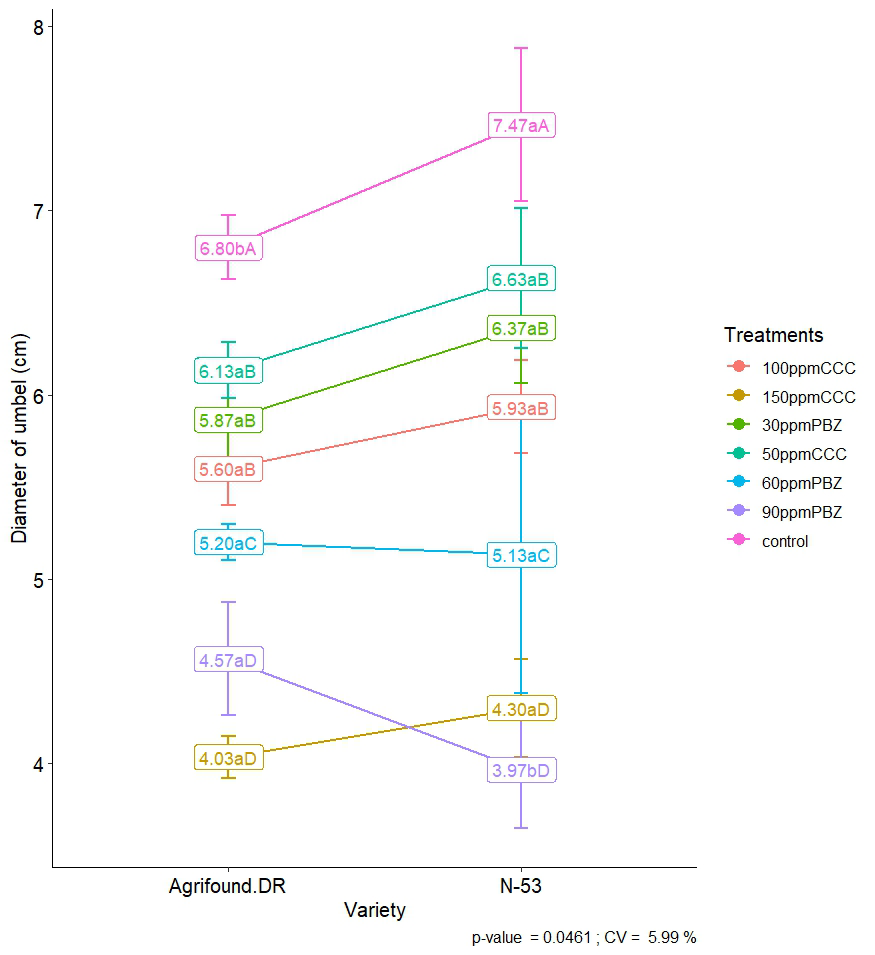 8
7
6
5
4
Diameter of umbel (cm)
7.47aA
6.80bA
6.63aB
6.37aB
6.13aB
5.93aB
5.87aB
5.60aB
5.20aC
5.13aC
4.57aD
4.30aD
4.03aD
3.97bD
Agrifound.DR
N-53
Variety
p-value = 0.0461 ; CV = 5.99 %
Treatments
100ppmCCC
150ppmCCC
30ppmPBZ
50ppmCCC
60ppmPBZ
90ppmPBZ
control